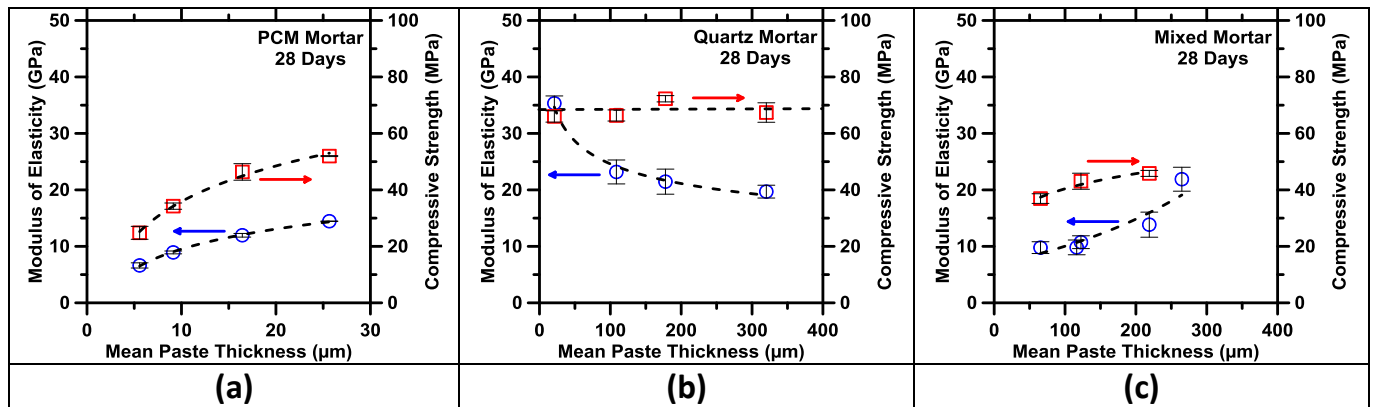 Modulus of Elasticity (GPa)
50
40
30
20
10
0
PCM Mortar
28 Days
100
80
60
40
20
0
Compressive Strength (MPa)
0 10 20 30
Mean Paste Thickness (µm)
(a)
Modulus of Elasticity (GPa)
50
40
30
20
10
0
Quartz Mortar
28 Days
100
80
60
40
20
0
Compressive Strength (MPa)
0 100 200 300 400
Mean Paste Thickness (µm)
(b)
Modulus of Elasticity (GPa)
50
40
30
20
10
0
Mixed Mortar
28 Days
100
80
60
40
20
0
Compressive Strength (MPa)
0 100 200 300 400
Mean Paste Thickness (µm)
(c)